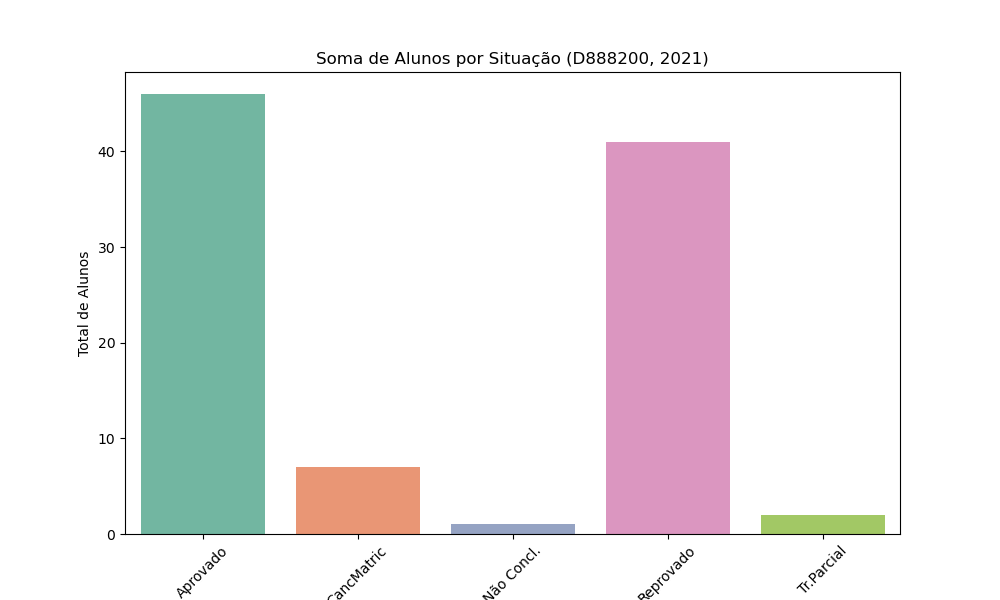 Soma de Alunos por Situação (D888200, 2021)
Total de Alunos
40
30
20
10
0
Aprovado
CancMatric
Não Concl.
Reprovado
Tr.Parcial